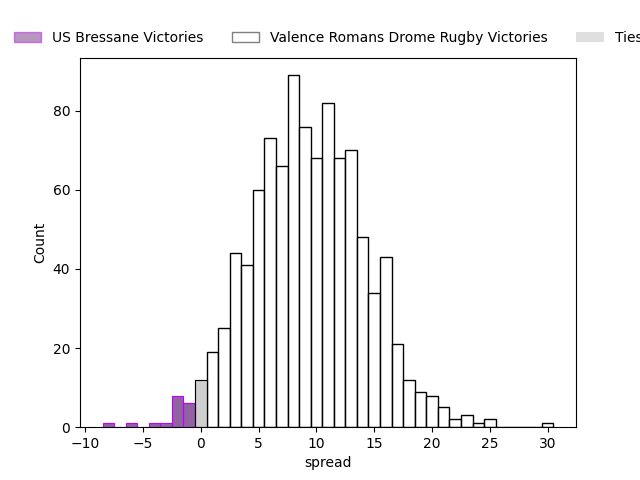 US Bressane Victories Valence Romans Drome Rugby Victories Ties
80
60
40
20
0
Count
−10 −5 0 5 10 15 20 25 30
spread